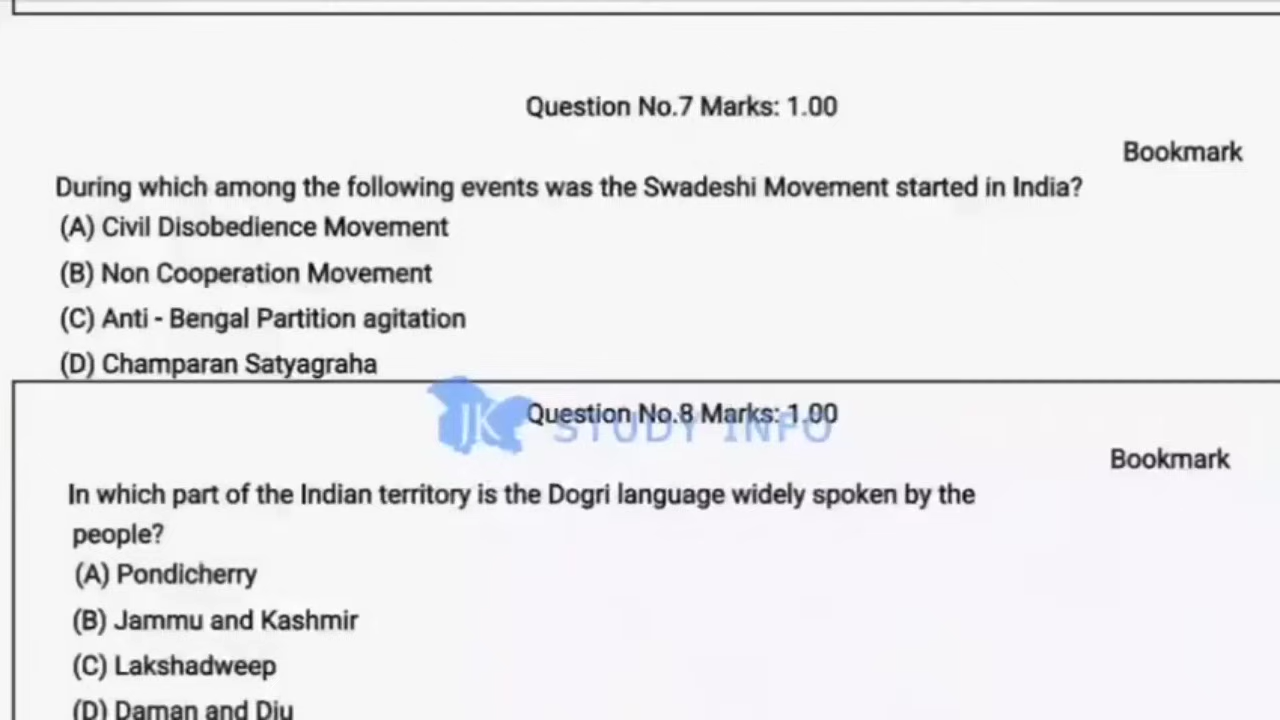 Question No.7 Marks: 1.00
Bookmark
During which among the following events was the Swadeshi Movement started in India?
(A) Civil Disobedience Movement
(B) Non Cooperation Movement
(C) Anti - Bengal Partition agitation
(D) Champaran Satyagraha
Question No.8 Marks: 1.00
JK STUDY INFO
Bookmark
In which part of the Indian territory is the Dogri language widely spoken by the
people?
(A) Pondicherry
(B) Jammu and Kashmir
(C) Lakshadweep
(D) Daman and Diu